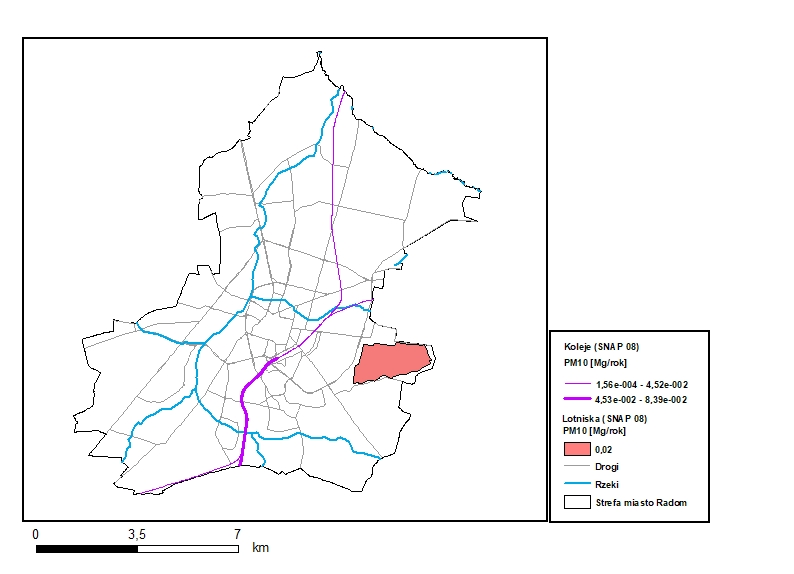 Koleje (SNAP 08)
PM10 [Mg/rok]
1,56e-004 - 4,52e-002
4,53e-002 - 8,39e-002
Lotniska (SNAP 08)
PM10 [Mg/rok]
0,02
Drogi
Rzeki
Strefa miasto Radom
0 3,5 7
km